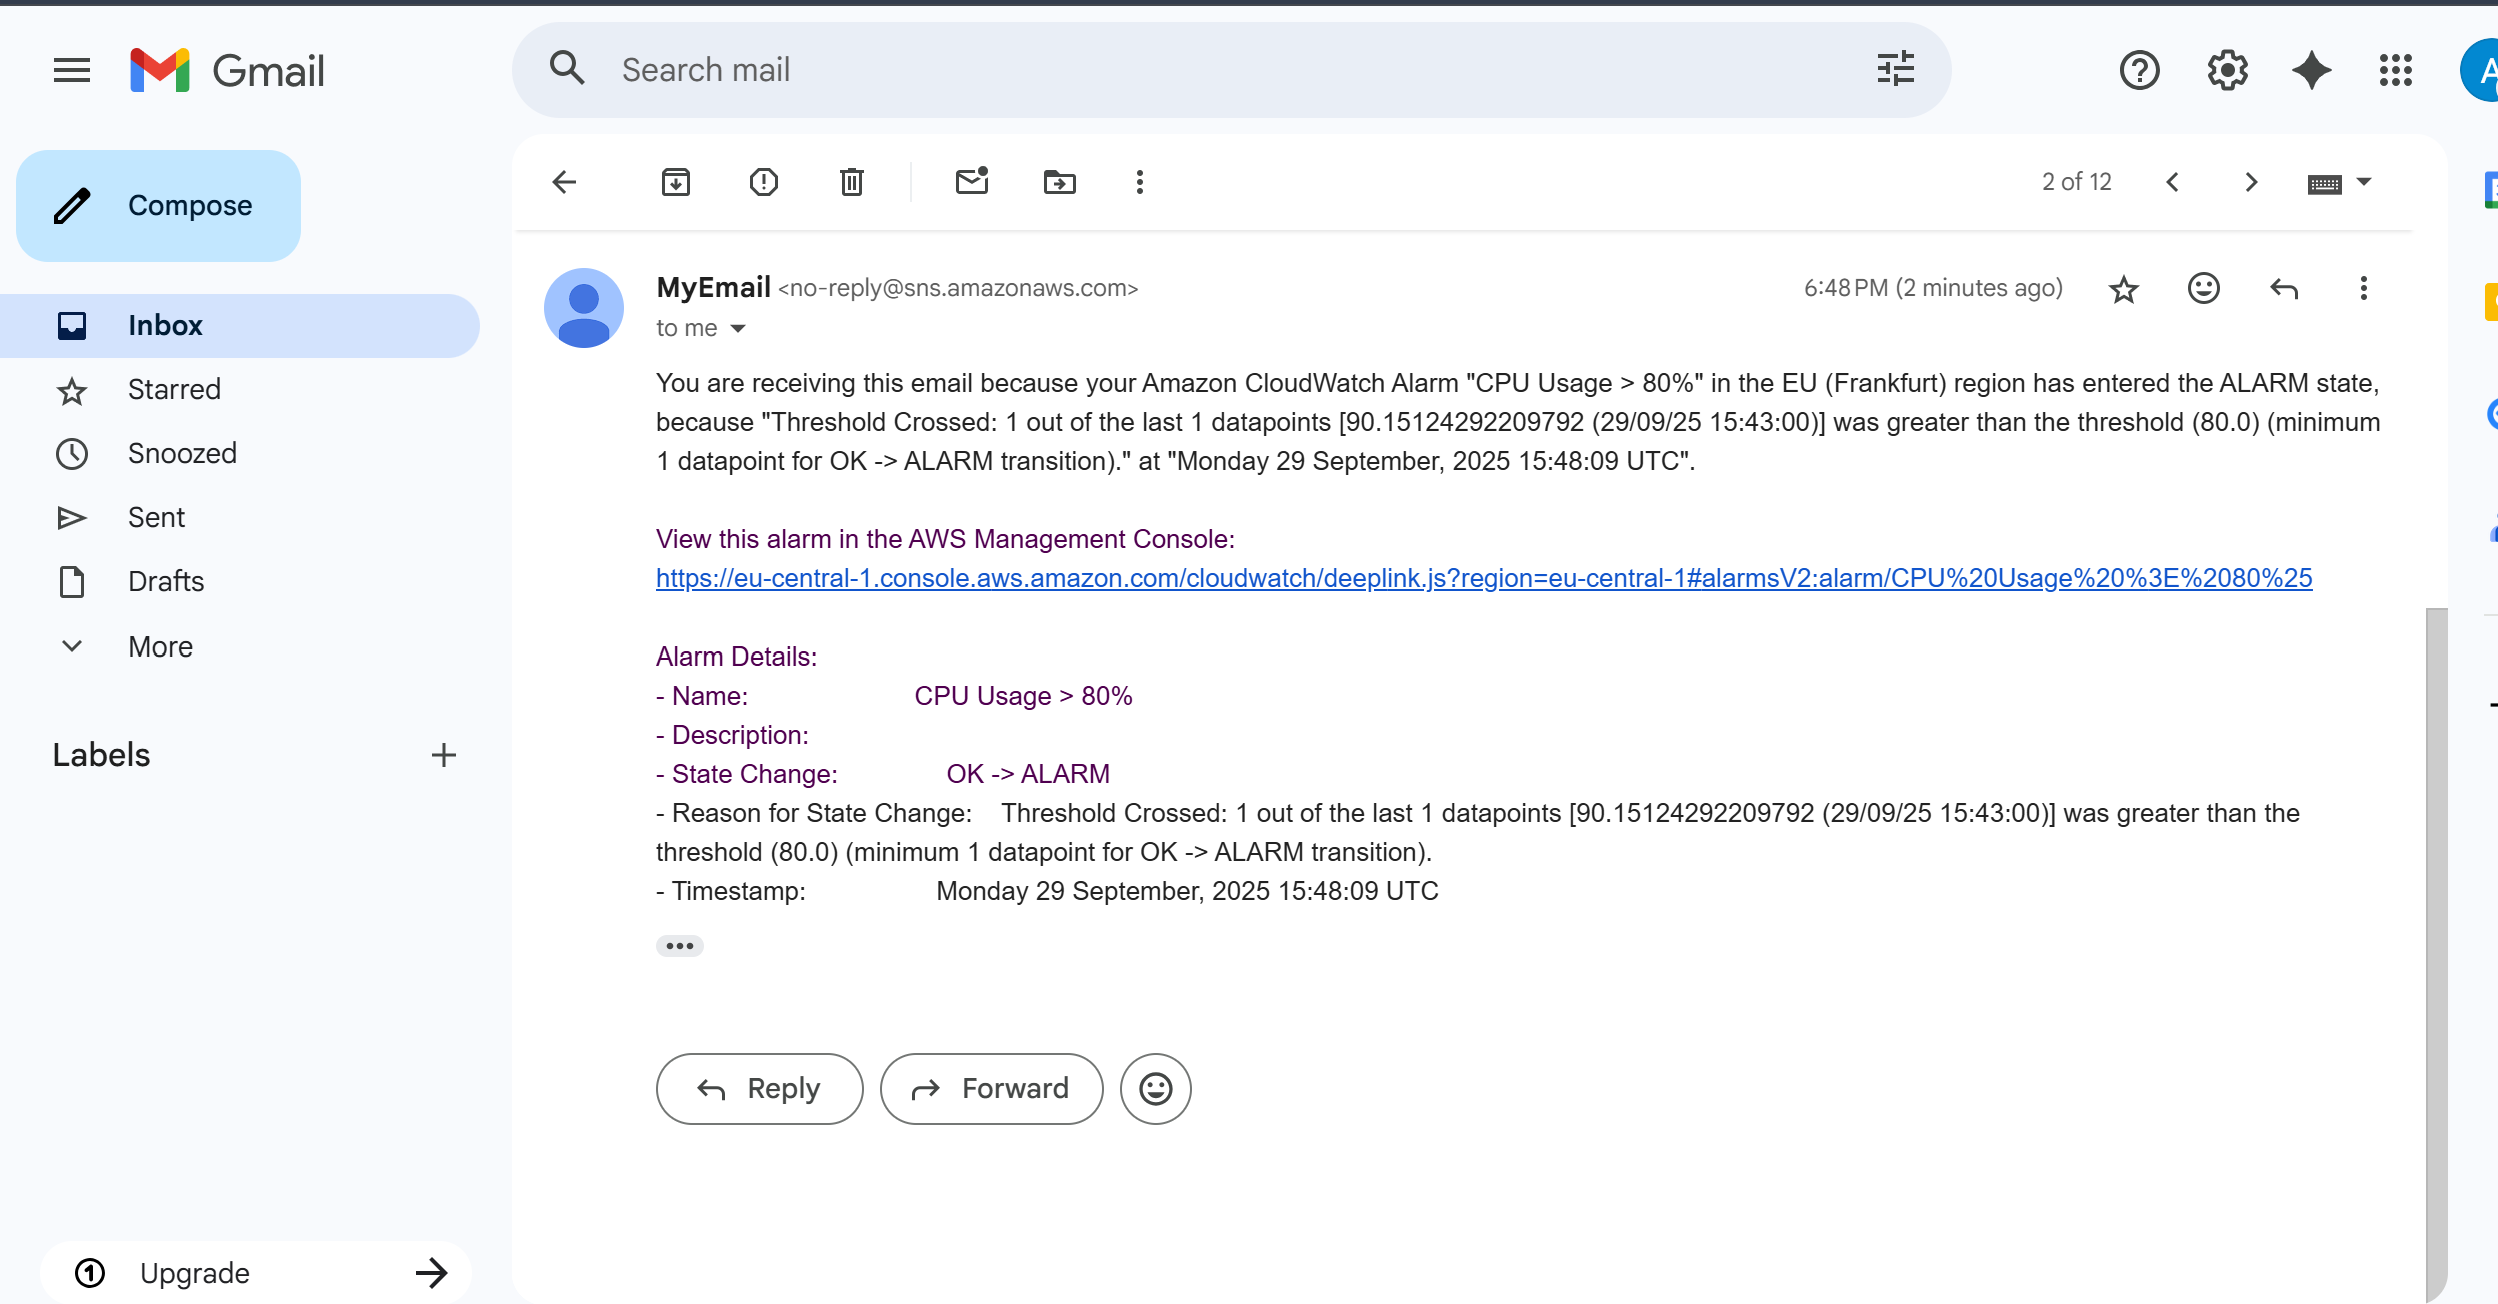 Gmail
Search mail
Compose
2 of 12
Inbox
Starred
Snoozed
Sent
Drafts
More
Labels
Upgrade
MyEmail <no-reply@sns.amazonaws.com>
6:48 PM (2 minutes ago)
to me
You are receiving this email because your Amazon CloudWatch Alarm "CPU Usage > 80%" in the EU (Frankfurt) region has entered the ALARM state,
because "Threshold Crossed: 1 out of the last 1 datapoints [90.15124292209792 (29/09/25 15:43:00)] was greater than the threshold (80.0) (minimum
1 datapoint for OK -> ALARM transition)." at "Monday 29 September, 2025 15:48:09 UTC".
View this alarm in the AWS Management Console:
https://eu-central-1.console.aws.amazon.com/cloudwatch/deeplink.js?region=eu-central-1#alarmsV2:alarm/CPU%20Usage%20%3E%2080%25
Alarm Details:
- Name: CPU Usage > 80%
- Description:
- State Change: OK -> ALARM
- Reason for State Change: Threshold Crossed: 1 out of the last 1 datapoints [90.15124292209792 (29/09/25 15:43:00)] was greater than the
threshold (80.0) (minimum 1 datapoint for OK -> ALARM transition).
- Timestamp: Monday 29 September, 2025 15:48:09 UTC
Reply
Forward
A